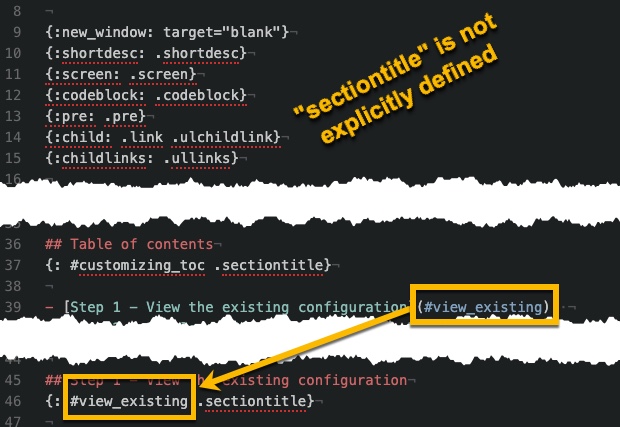 8 ¬
9 {:new_window: target="blank"}¬
10 {:shortdesc: .shortdesc}¬
11 {:screen: .screen}¬
12 {:codeblock: .codeblock}¬
13 {:pre: .pre}¬
14 {:child: .link .ulchildlink}¬
15 {:childlinks: .ullinks}¬
16
"sectiontitle" is not
explicitly defined
36 ## Table of contents¬
37 {: #customizing_toc .sectiontitle}¬
38 ¬
39 - [Step 1 - View the existing configuration](#view_existing) ¬
45 ## Step 1 - View the existing configuration
46 {: #view_existing .sectiontitle}¬
47 ¬